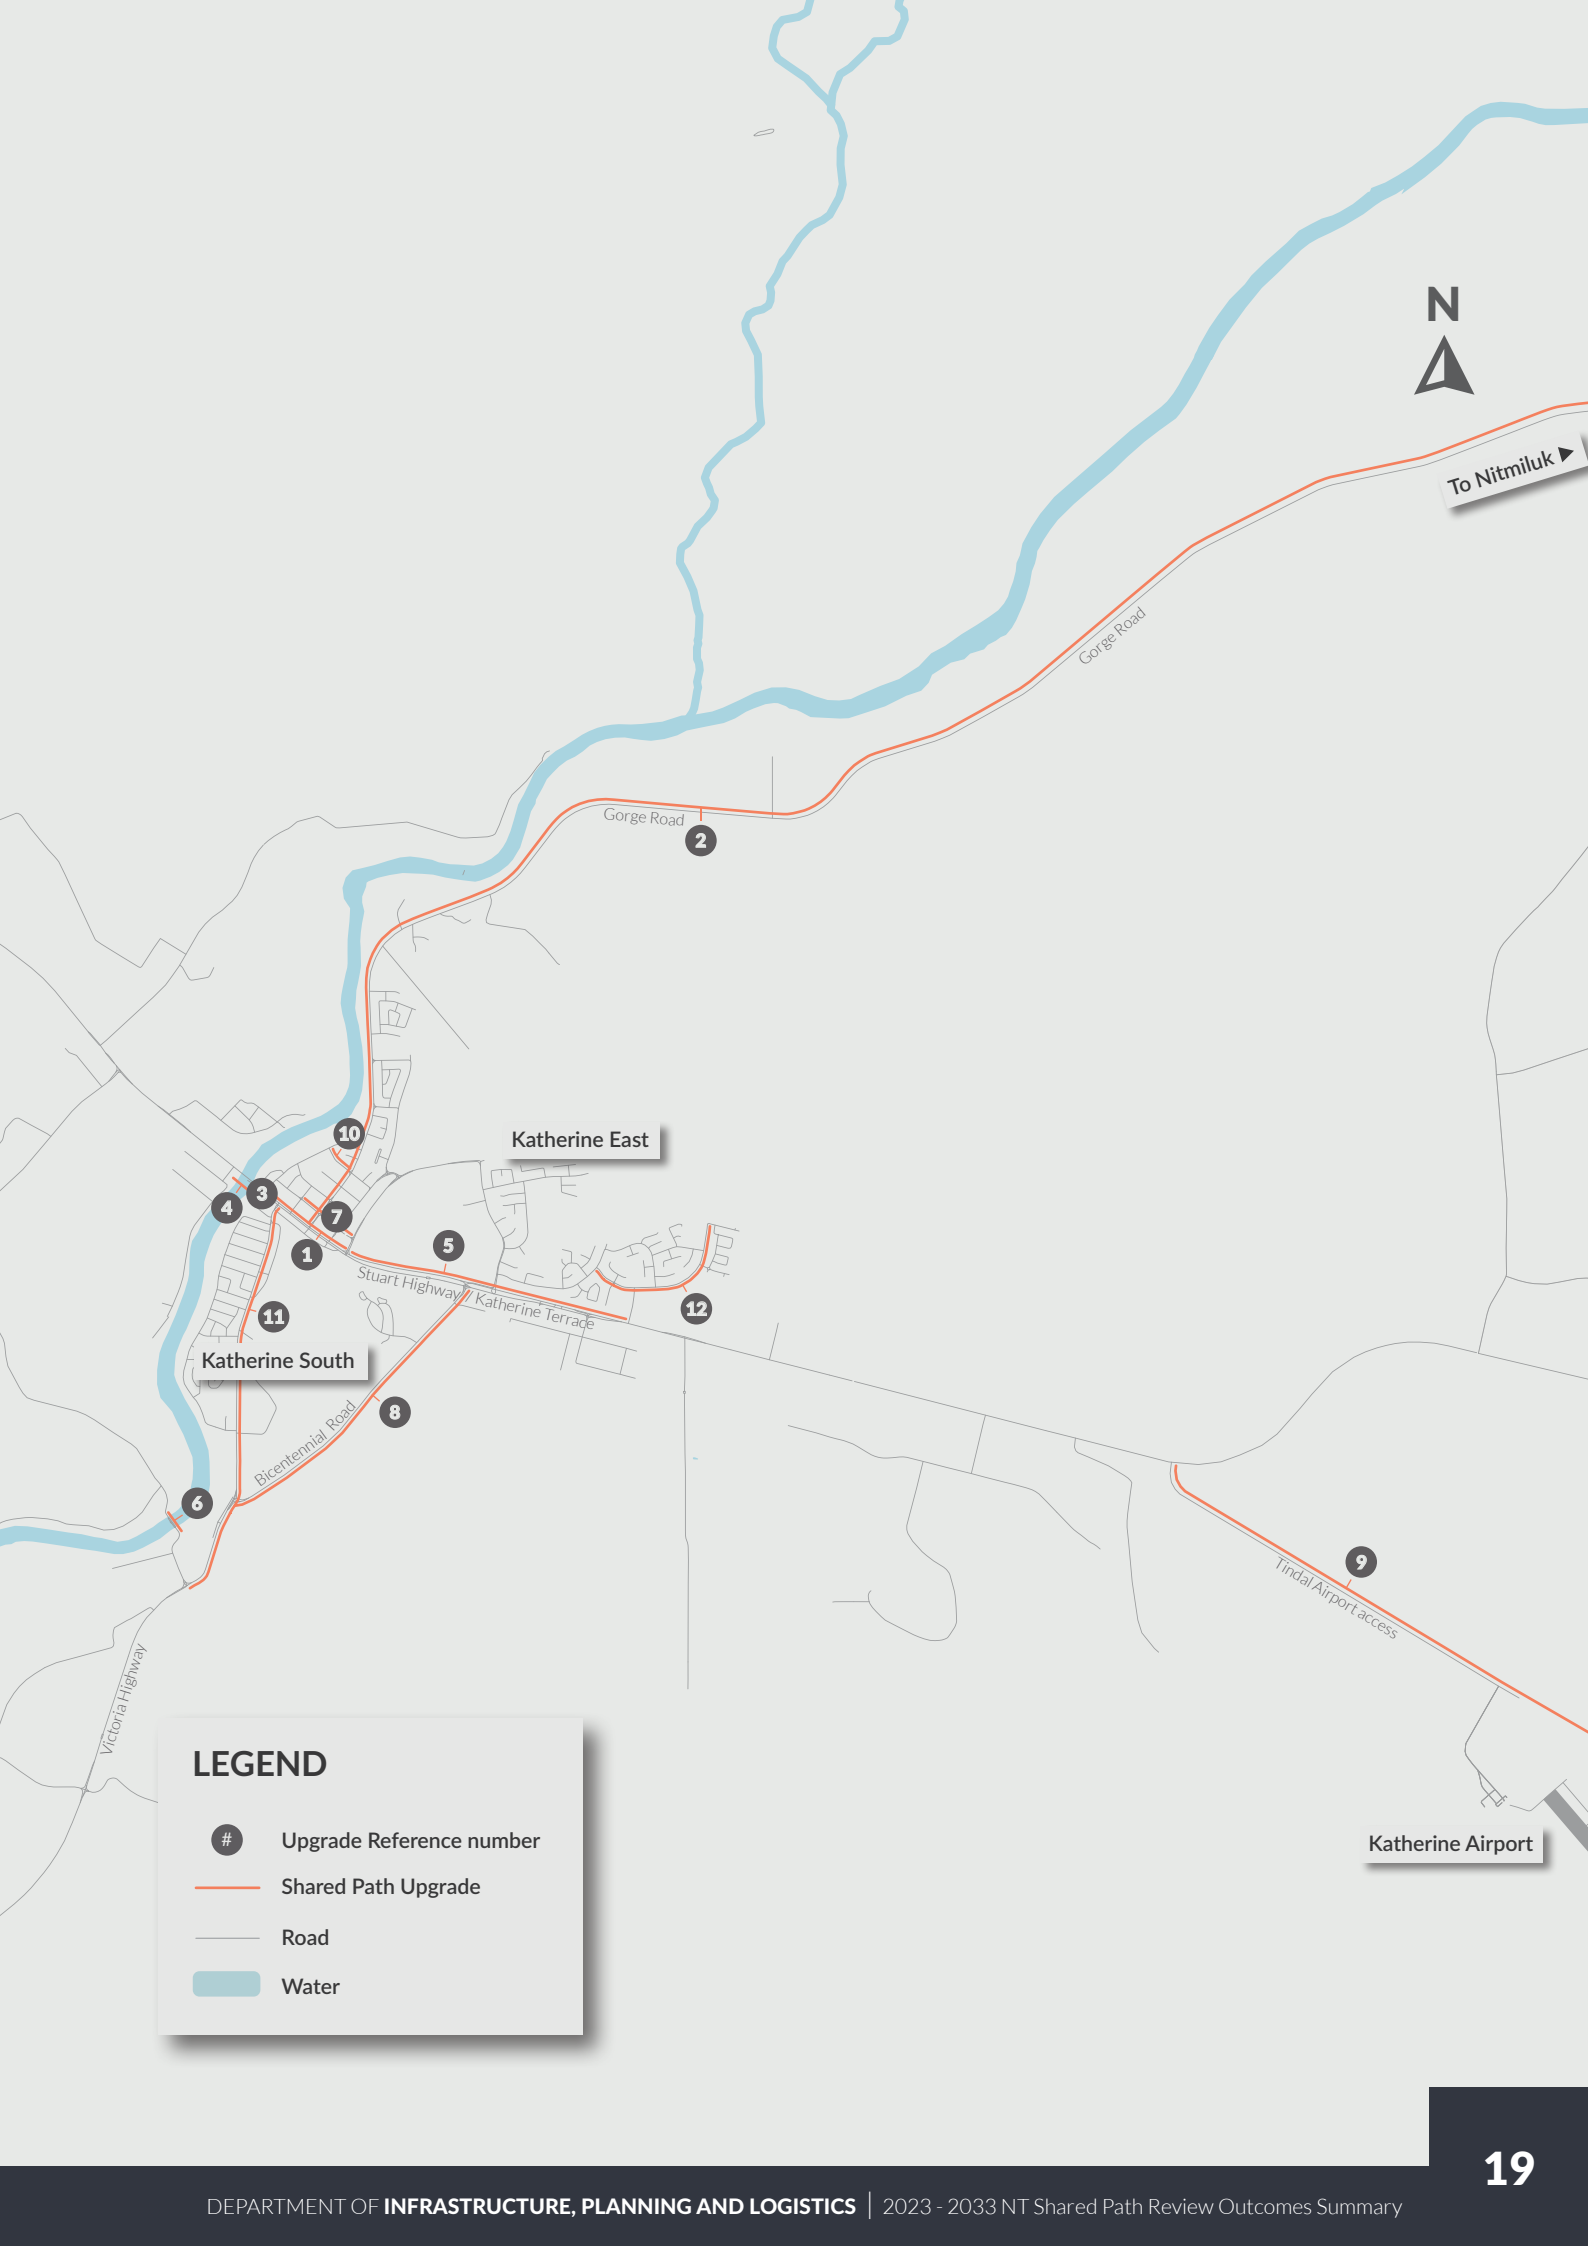 N
To Nitmiluk
Gorge Road
Gorge Road
2
10
Katherine East
3
4
7
1
5
Stuart Highway / Katherine Terrace
12
11
Katherine South
8
Bicentennial Road
6
9
Tindal Airport access
Victoria Highway
LEGEND
# Upgrade Reference number
Shared Path Upgrade
Road
Water
Katherine Airport
19
DEPARTMENT OF INFRASTRUCTURE, PLANNING AND LOGISTICS | 2023 - 2033 NT Shared Path Review Outcomes Summary